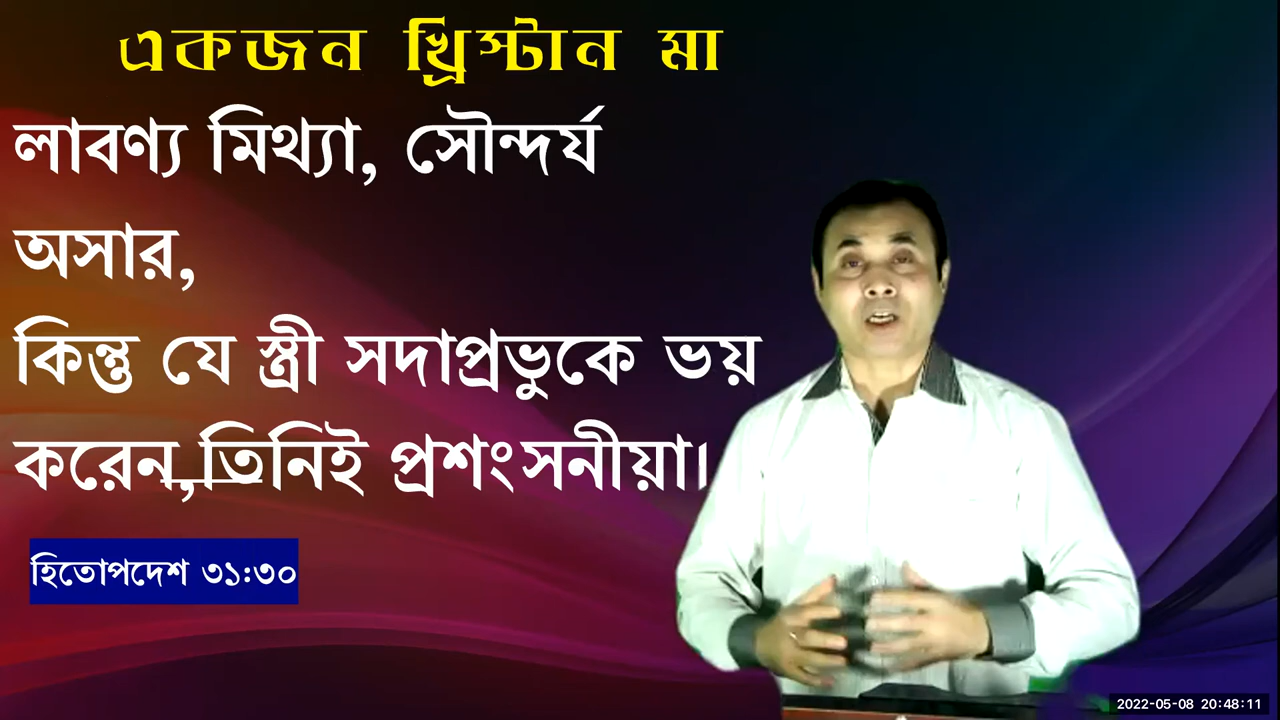 একজন খ্রিস্টান মা
লাবণ্য মিথ্যা, সৌন্দর্য
অসার,
কিন্তু যে স্ত্রী সদাপ্রভুকে ভয়
করেন,তিনিই প্রশংসনীয়া।
হিতোপদেশ ৩১:৩০
2022-05-08 20:48:11